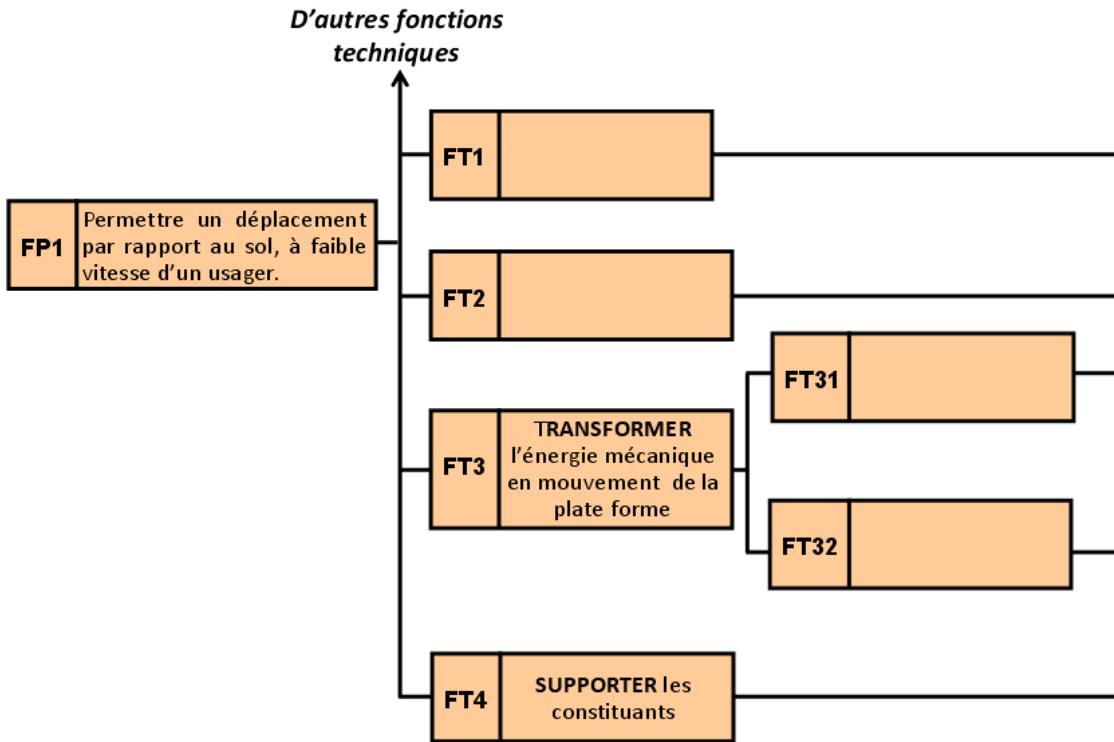 D'autres fonctions
techniques
FT1
FP1
Permettre un déplacement
par rapport au sol, à faible
vitesse d'un usager.
FT2
FT31
FT3
TRANSFORMER
l'énergie mécanique
en mouvement de la
plate forme
FT32
FT4
SUPPORTER les
constituants